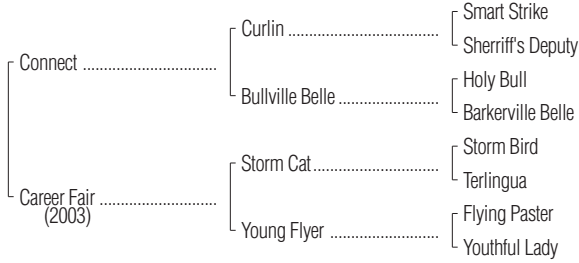 Smart Strike
Curlin
Sherriff's Deputy
Connect
Holy Bull
Bullville Belle
Barkerville Belle
Storm Bird
Storm Cat
Terlingua
Career Fair
(2003)
Flying Paster
Young Flyer
Youthful Lady